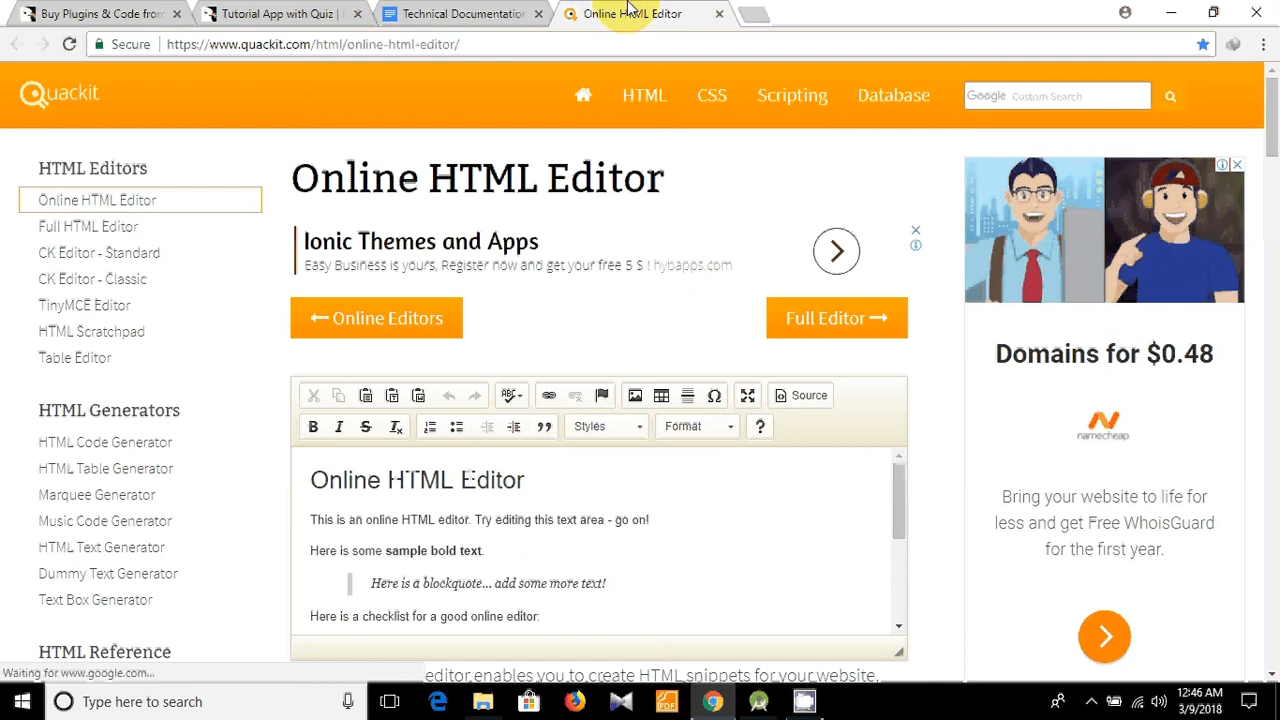 Buy Plugins & Code from
Tutorial App with Quiz |
Technical Documentation
Online HTML Editor
Secure
https://www.quackit.com/html/online-html-editor/
Quackit
HTML
CSS
Scripting
Database
Google Custom Search
HTML Editors
Online HTML Editor
Full HTML Editor
CK Editor - Standard
CK Editor - Classic
TinyMCE Editor
HTML Scratchpad
Table Editor
HTML Generators
HTML Code Generator
HTML Table Generator
Marquee Generator
Music Code Generator
HTML Text Generator
Dummy Text Generator
Text Box Generator
HTML Reference
Online HTML Editor
Ionic Themes and Apps
Easy Business is yours, Register now and get your free 5 $ ! hybapps.com
Online Editors
Full Editor
Source
Styles
Format
Online HTML Editor
This is an online HTML editor. Try editing this text area - go on!
Here is some sample bold text.
Here is a blockquote... add some more text!
Here is a checklist for a good online editor:
editor enables you to create HTML snippets for your website,
Domains for $0.48
namecheap
Bring your website to life for
less and get Free WhoisGuard
for the first year.
Waiting for www.google.com...
Type here to search
PDF
12:46 AM
3/9/2018